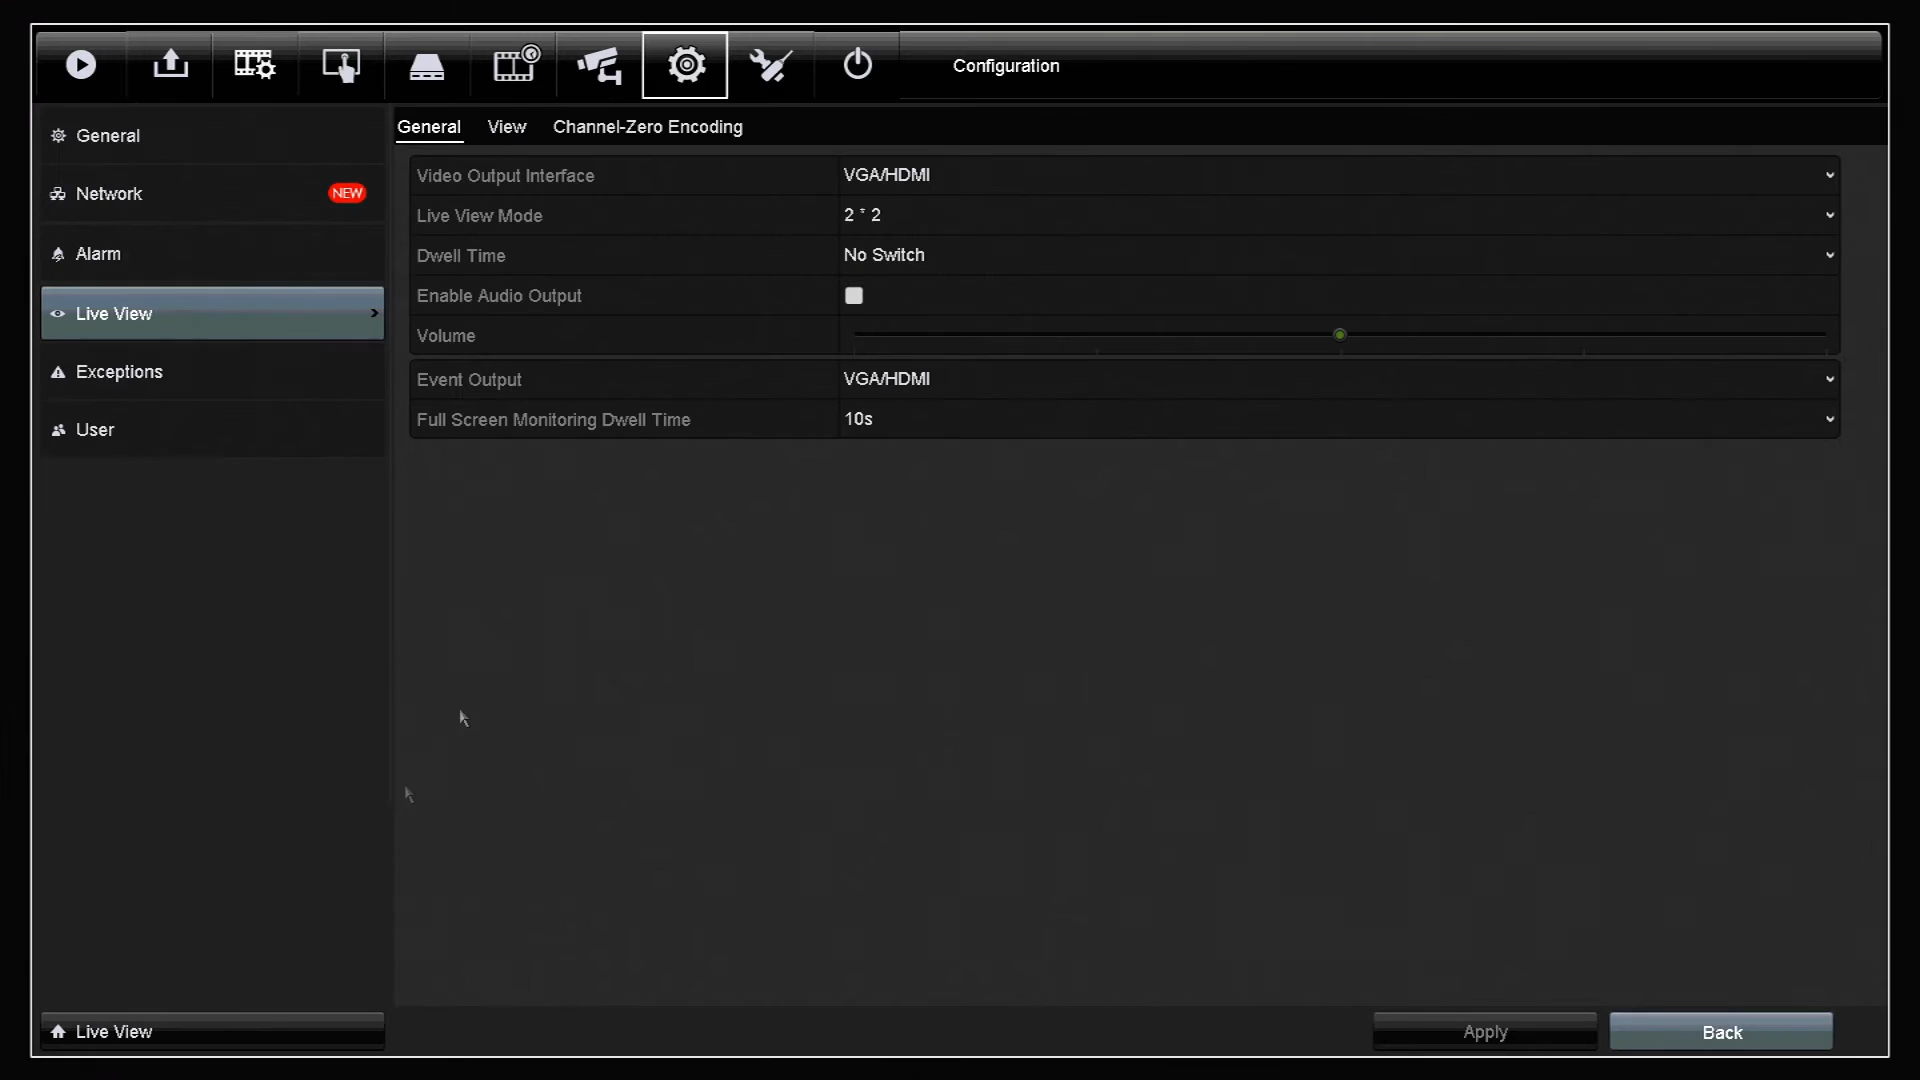 Configuration
General
Network
NEW
Alarm
Live View
Exceptions
User
General View Channel-Zero Encoding
Video Output Interface VGA/HDMI
Live View Mode 2 * 2
Dwell Time No Switch
Enable Audio Output
Volume
Event Output VGA/HDMI
Full Screen Monitoring Dwell Time 10s
Live View
Apply Back